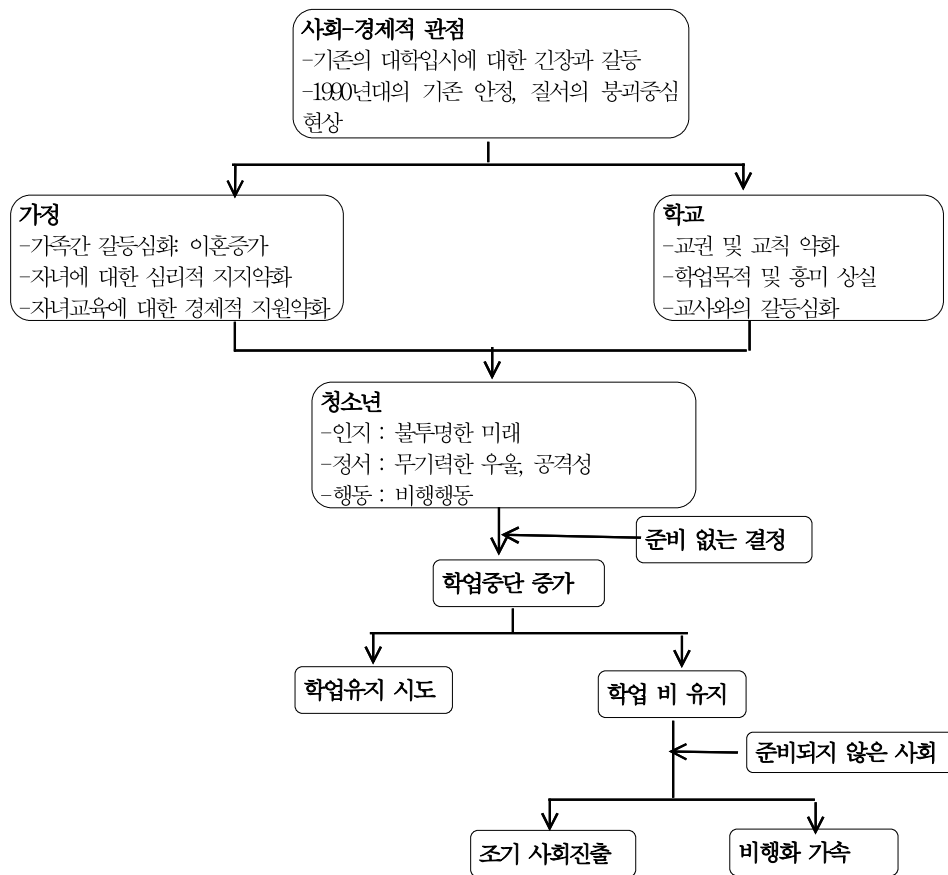 사회-경제적 관점
-기존의 대학입시에 대한 긴장과 갈등
-1990년대의 기존 안정, 질서의 붕괴중심
현상
가정
-가족간 갈등심화: 이혼증가
-자녀에 대한 심리적 지지약화
-자녀교육에 대한 경제적 지원약화
학교
-교권 및 교칙 약화
-학업목적 및 흥미 상실
-교사와의 갈등심화
청소년
-인지 : 불투명한 미래
-정서 : 무기력한 우울, 공격성
-행동 : 비행행동
준비 없는 결정
학업중단 증가
학업유지 시도
학업 비 유지
준비되지 않은 사회
조기 사회진출
비행화 가속